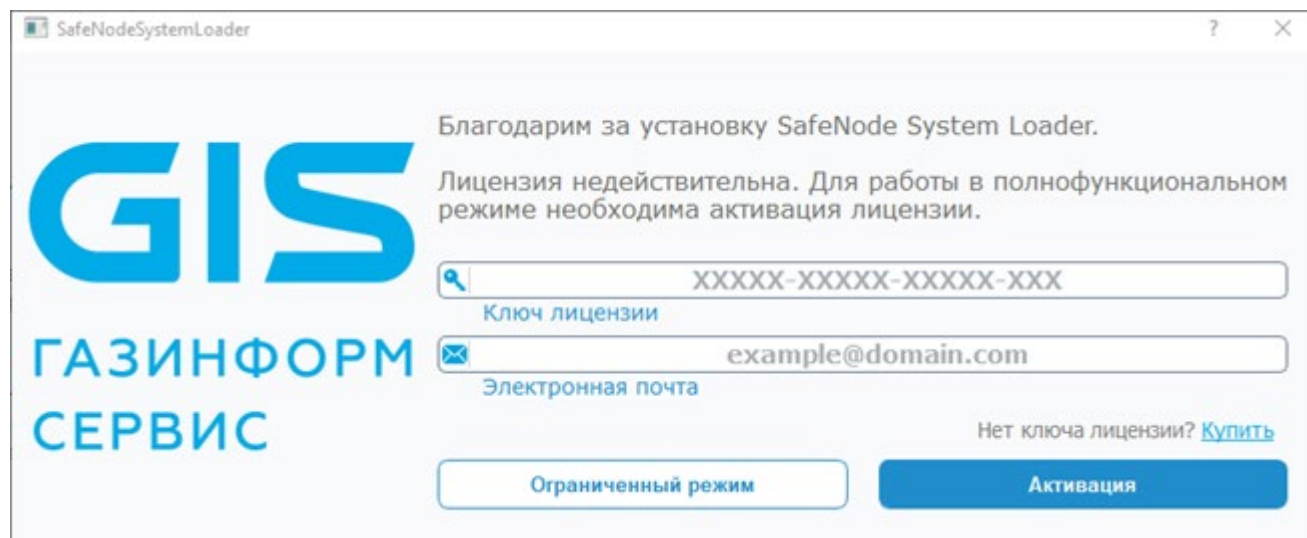 SafeNodeSystemLoader
?
GIS
ГАЗИНФОРМ
СЕРВИС
Благодарим за установку SafeNode System Loader.
Лицензия недействительна. Для работы в полнофункциональном
режиме необходима активация лицензии.
XXXXX-XXXXX-XXXXX-XXX
Ключ лицензии
example@domain.com
Электронная почта
Нет ключа лицензии? Купить
Ограниченный режим
Активация